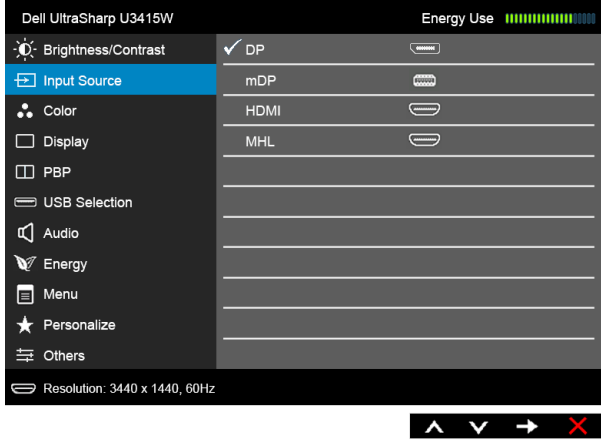 Dell UltraSharp U3415W Energy Use
Brightness/Contrast DP
Input Source mDP
Color HDMI
Display MHL
PBP
USB Selection
Audio
Energy
Menu
Personalize
Others
Resolution: 3440 x 1440, 60Hz